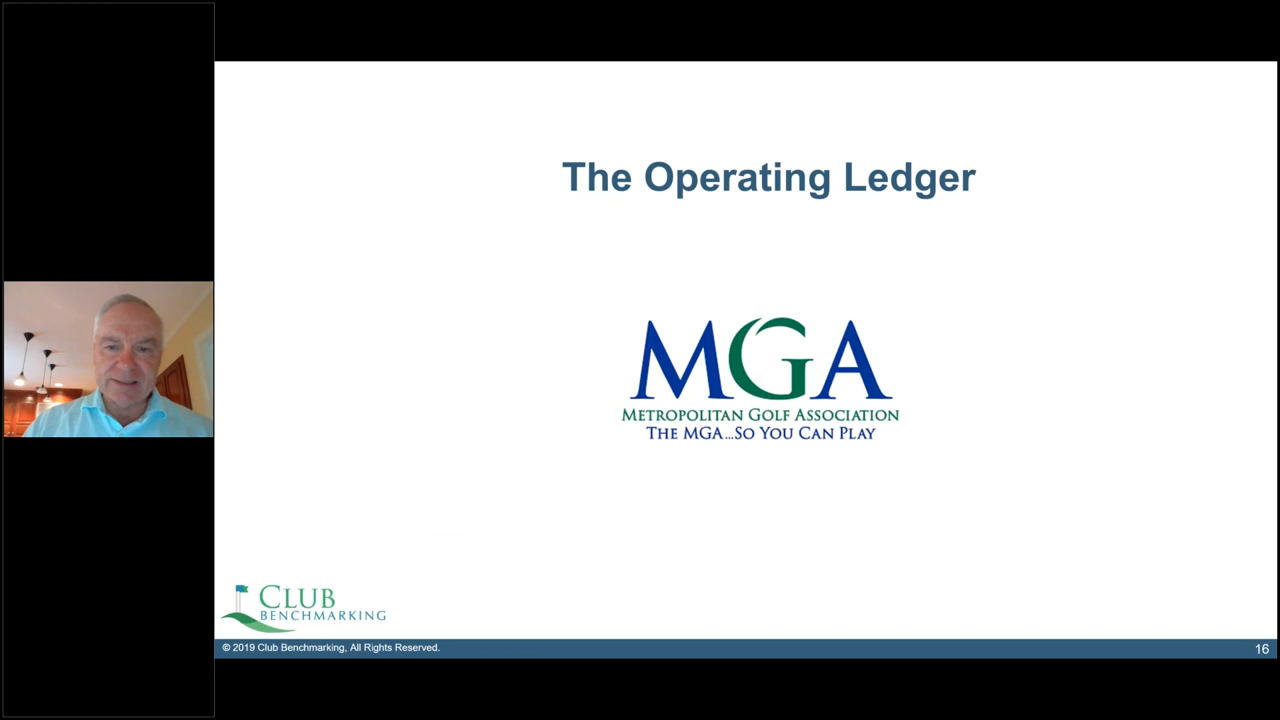 The Operating Ledger
MGA
METROPOLITAN GOLF ASSOCIATION
THE MGA...SO YOU CAN PLAY
CLUB
BENCHMARKING
© 2019 Club Benchmarking, All Rights Reserved.
16